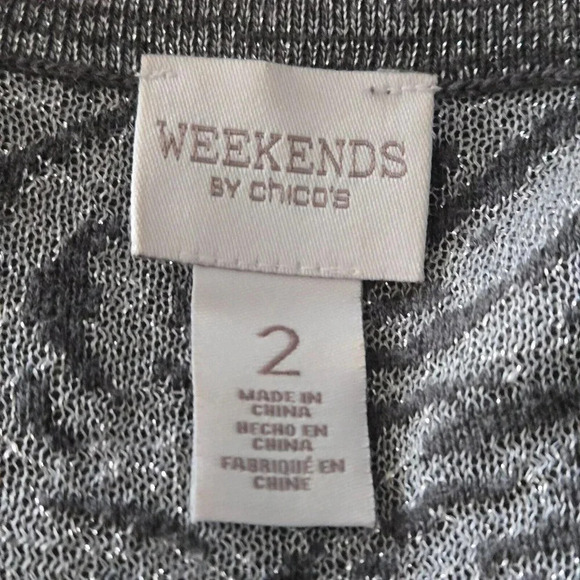 WEEKENDS
BY chico's
2
MADE IN
CHINA
HECHO EN
CHINA
FABRIQUÉ EN
CHINE